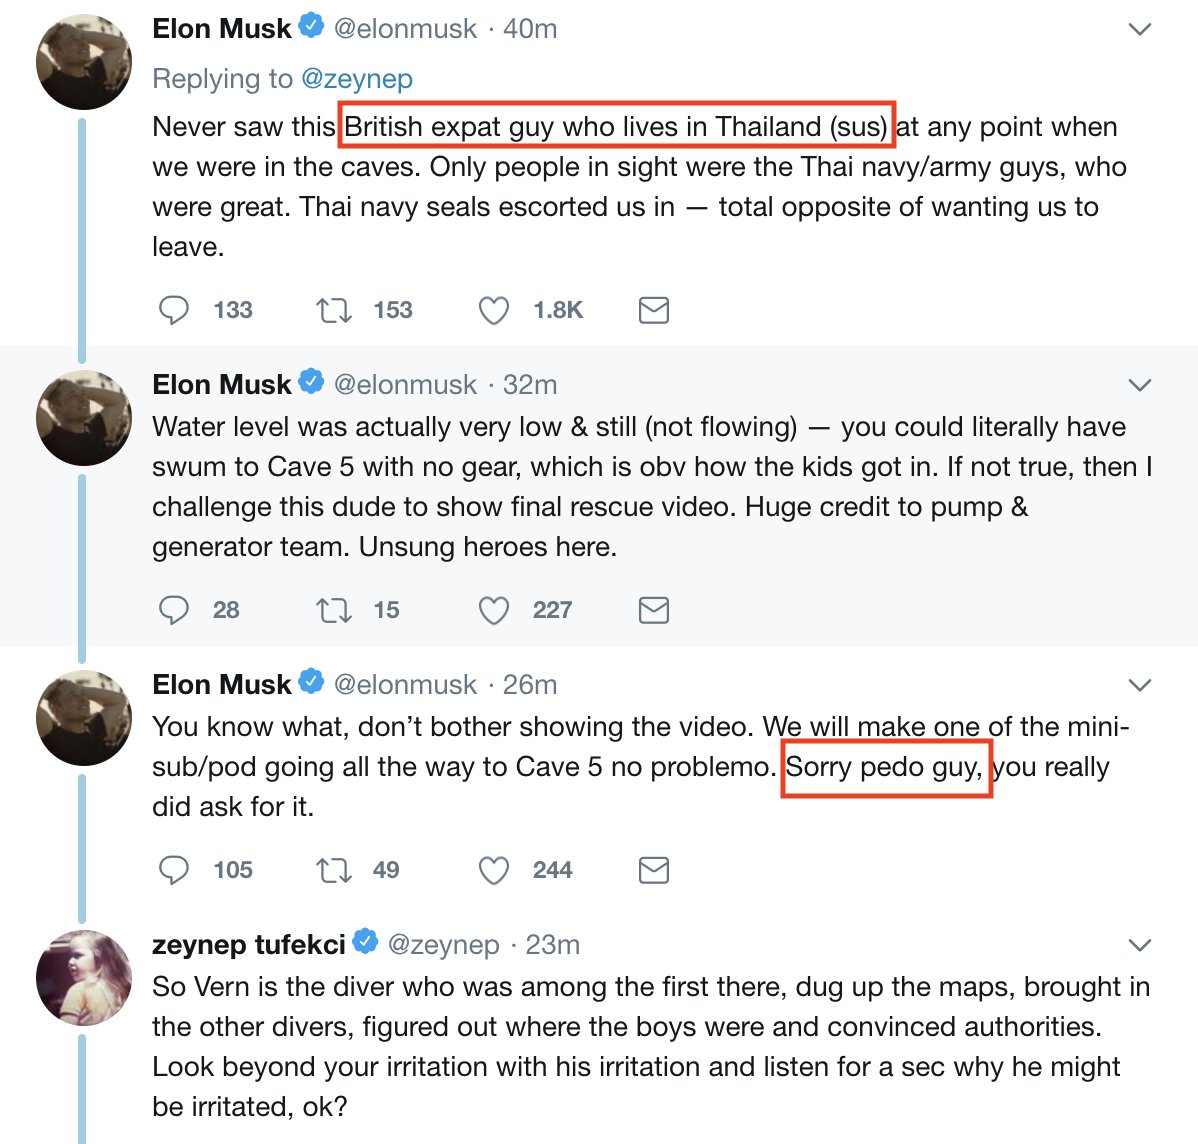 Elon Musk @elonmusk · 40m
Replying to @zeynep
Never saw this British expat guy who lives in Thailand (sus) at any point when
we were in the caves. Only people in sight were the Thai navy/army guys, who
were great. Thai navy seals escorted us in — total opposite of wanting us to
leave.
133 153 1.8K
Elon Musk @elonmusk · 32m
Water level was actually very low & still (not flowing) — you could literally have
swum to Cave 5 with no gear, which is obv how the kids got in. If not true, then I
challenge this dude to show final rescue video. Huge credit to pump &
generator team. Unsung heroes here.
28 15 227
Elon Musk @elonmusk · 26m
You know what, don’t bother showing the video. We will make one of the mini-
sub/pod going all the way to Cave 5 no problemo. Sorry pedo guy, you really
did ask for it.
105 49 244
zeynep tufekci @zeynep · 23m
So Vern is the diver who was among the first there, dug up the maps, brought in
the other divers, figured out where the boys were and convinced authorities.
Look beyond your irritation with his irritation and listen for a sec why he might
be irritated, ok?